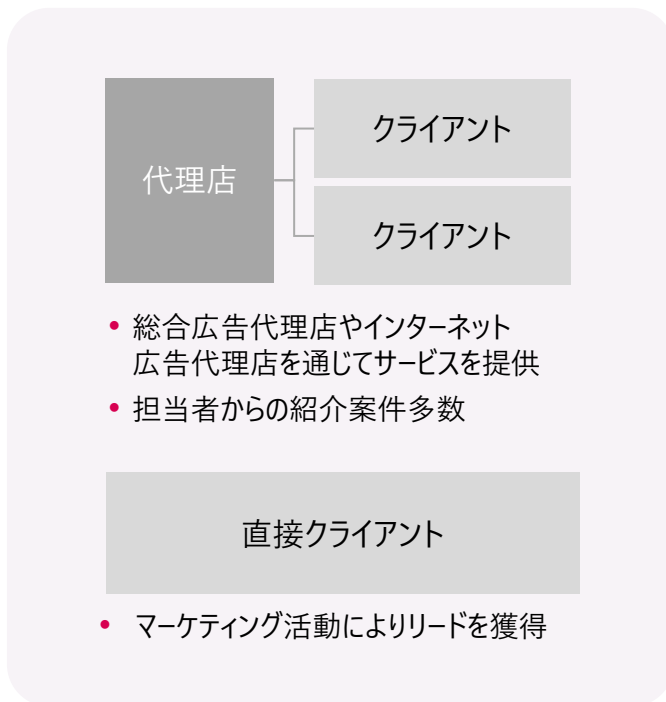 代理店
クライアント
クライアント
• 総合広告代理店やインターネット
広告代理店を通じてサービスを提供
• 担当者からの紹介案件多数
直接クライアント
• マーケティング活動によりリードを獲得